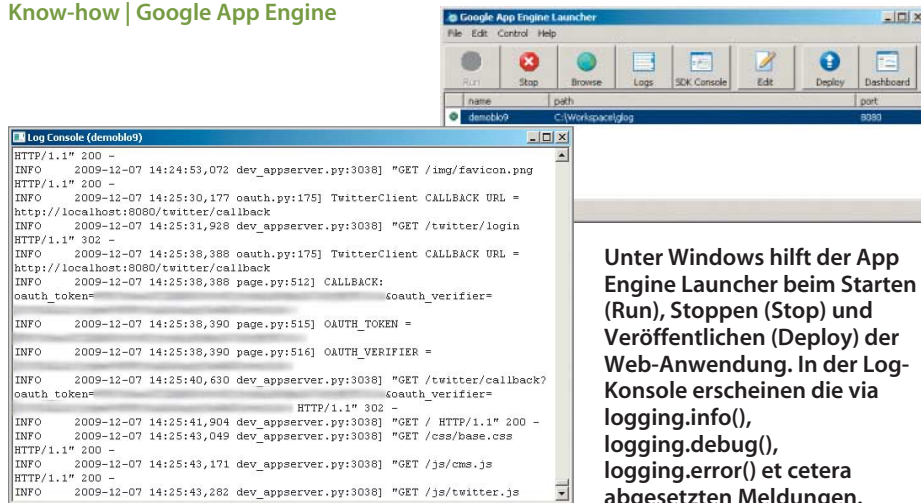 Know-how | Google App Engine
Google App Engine Launcher
File Edit Control Help
Run Stop Browse Logs SDK Console Edit Deploy Dashboard
name path port
demoblo9 C:\Workspace\glog 8080
Log Console (demoblo9)
HTTP/1.1" 200 -
INFO 2009-12-07 14:24:53,072 dev_appserver.py:3038] "GET /img/favicon.png
HTTP/1.1" 200 -
INFO 2009-12-07 14:25:30,177 oauth.py:175] TwitterClient CALLBACK URL =
http://localhost:8080/twitter/callback
INFO 2009-12-07 14:25:31,928 dev_appserver.py:3038] "GET /twitter/login
HTTP/1.1" 302 -
INFO 2009-12-07 14:25:38,388 oauth.py:175] TwitterClient CALLBACK URL =
http://localhost:8080/twitter/callback
INFO 2009-12-07 14:25:38,388 page.py:512] CALLBACK:
oauth_token= &oauth_verifier=
INFO 2009-12-07 14:25:38,390 page.py:515] OAUTH_TOKEN =
INFO 2009-12-07 14:25:38,390 page.py:516] OAUTH_VERIFIER =
INFO 2009-12-07 14:25:40,630 dev_appserver.py:3038] "GET /twitter/callback?
oauth_token= &oauth_verifier=
HTTP/1.1" 302 -
INFO 2009-12-07 14:25:41,904 dev_appserver.py:3038] "GET / HTTP/1.1" 200 -
INFO 2009-12-07 14:25:43,049 dev_appserver.py:3038] "GET /css/base.css
HTTP/1.1" 200 -
INFO 2009-12-07 14:25:43,171 dev_appserver.py:3038] "GET /js/cms.js
HTTP/1.1" 200 -
INFO 2009-12-07 14:25:43,282 dev_appserver.py:3038] "GET /js/twitter.js
Unter Windows hilft der App
Engine Launcher beim Starten
(Run), Stoppen (Stop) und
Veröffentlichen (Deploy) der
Web-Anwendung. In der Log-
Konsole erscheinen die via
logging.info(),
logging.debug(),
logging.error() et cetera
abgesetzten Meldungen.